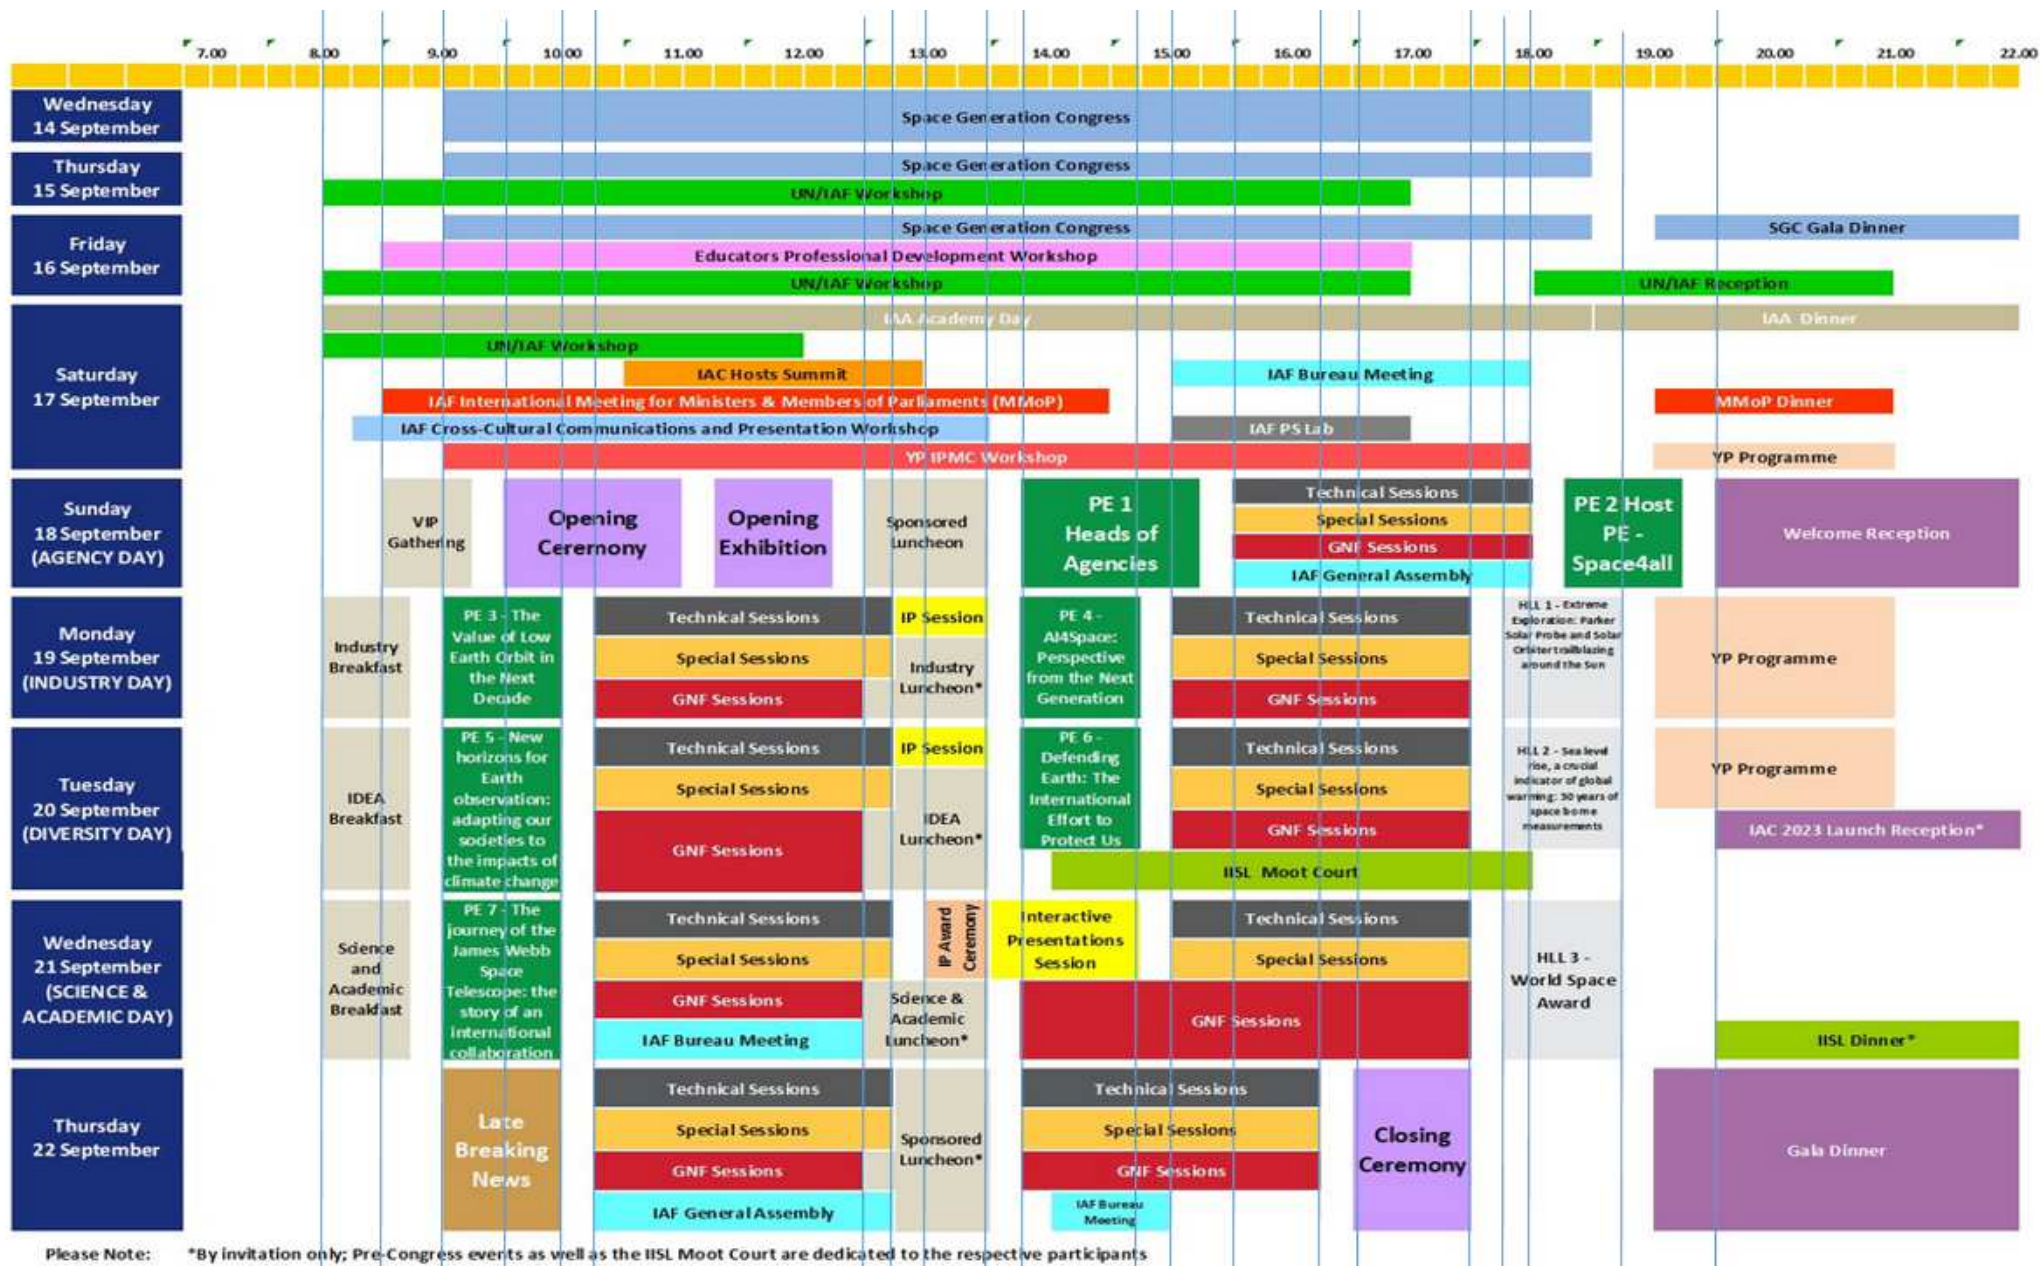 7.00 8.00 9.00 10.00 11.00 12.00 13.00 14.00 15.00 16.00 17.00 18.00 19.00 20.00 21.00 22.00
Wednesday
14 September
Space Generation Congress
Thursday
15 September
Space Generation Congress
UN/IAF Workshop
Friday
16 September
Space Generation Congress
SGC Gala Dinner
Educators Professional Development Workshop
UN/IAF Workshop
UN/IAF Reception
Saturday
17 September
IAA Academy Day
IAA Dinner
UN/IAF Workshop
IAC Hosts Summit
IAF Bureau Meeting
IAF International Meeting for Ministers & Members of Parliaments (MMoP)
MMoP Dinner
IAF Cross-Cultural Communications and Presentation Workshop
IAF PS Lab
YP IPMC Workshop
YP Programme
Sunday
18 September
(AGENCY DAY)
VIP
Gathering
Opening
Ceremony
Opening
Exhibition
Sponsored
Luncheon
PE 1
Heads of
Agencies
Technical Sessions
Special Sessions
GNF Sessions
IAF General Assembly
PE 2 Host
PE -
Space4all
Welcome Reception
Monday
19 September
(INDUSTRY DAY)
Industry
Breakfast
PE 3 - The
Value of Low
Earth Orbit in
the Next
Decade
Technical Sessions
Special Sessions
GNF Sessions
IP Session
Industry
Luncheon*
PE 4 -
AI4Space:
Perspective
from the Next
Generation
Technical Sessions
Special Sessions
GNF Sessions
HLL 1 - Extreme
Exploration: Parker
Solar Probe and Solar
Orbiter trailblazing
around the Sun
YP Programme
Tuesday
20 September
(DIVERSITY DAY)
IDEA
Breakfast
PE 5 - New
horizons for
Earth
observation:
adapting our
societies to
the impacts of
climate change
Technical Sessions
Special Sessions
GNF Sessions
IP Session
IDEA
Luncheon*
PE 6 -
Defending
Earth: The
International
Effort to
Protect Us
Technical Sessions
Special Sessions
GNF Sessions
IISL Moot Court
HLL 2 - Sea level
rise, a crucial
indicator of global
warming: 30 years of
space borne
measurements
YP Programme
IAC 2023 Launch Reception*
Wednesday
21 September
(SCIENCE &
ACADEMIC DAY)
Science
and
Academic
Breakfast
PE 7 - The
journey of the
James Webb
Space
Telescope: the
story of an
international
collaboration
Technical Sessions
Special Sessions
GNF Sessions
IAF Bureau Meeting
IP Award
Ceremony
Science &
Academic
Luncheon*
Interactive
Presentations
Session
GNF Sessions
Technical Sessions
Special Sessions
HLL 3 -
World Space
Award
IISL Dinner*
Thursday
22 September
Late
Breaking
News
Technical Sessions
Special Sessions
GNF Sessions
IAF General Assembly
Sponsored
Luncheon*
Technical Sessions
Special Sessions
GNF Sessions
IAF Bureau
Meeting
Closing
Ceremony
Gala Dinner
Please Note: *By invitation only; Pre-Congress events as well as the IISL Moot Court are dedicated to the respective participants